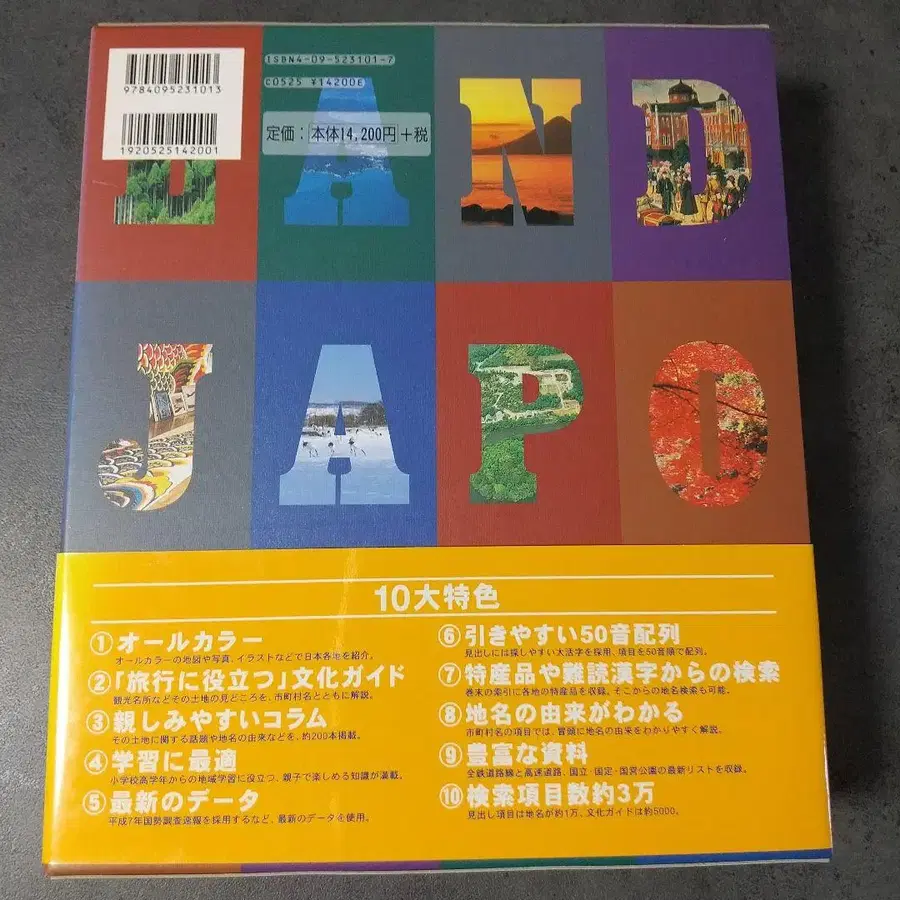 9784095231013
1920525142001
ISBN4-09-523101-7
C0525 ¥14200E
定価：本体14,200円+税
LAND
JAPO
10大特色
①オールカラー
オールカラーの地図や写真、イラストなどで日本各地を紹介。
②「旅行に役立つ」文化ガイド
観光名所などその土地の見どころを、市町村名とともに解説。
③親しみやすいコラム
その土地に関する話題や地名の由来などを、約200本掲載。
④学習に最適
小学校高学年からの地域学習に役立つ、親子で楽しめる知識が満載。
⑤最新のデータ
平成7年国勢調査速報を採用するなど、最新のデータを使用。
⑥引きやすい50音配列
見出しには探しやすい大活字を採用、項目を50音順で配列。
⑦特産品や難読漢字からの検索
巻末の索引に各地の特産品を収録。そこからの地名検索も可能。
⑧地名の由来がわかる
市町村名の項目では、冒頭に地名の由来をわかりやすく解説。
⑨豊富な資料
全鉄道路線と高速道路、国立・国定・国営公園の最新リストを収録。
⑩検索項目数約3万
見出し項目は地名が約1万、文化ガイドは約5000。